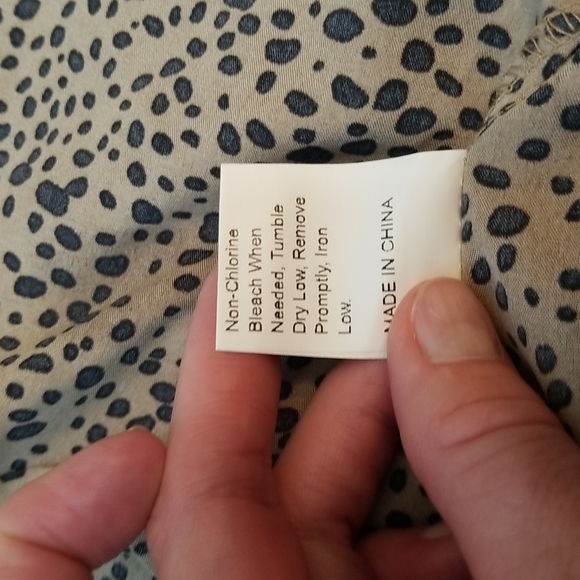 Non-Chlorine
Bleach When
Needed, Tumble
Dry Low, Remove
Promptly, Iron
Low.
MADE IN CHINA